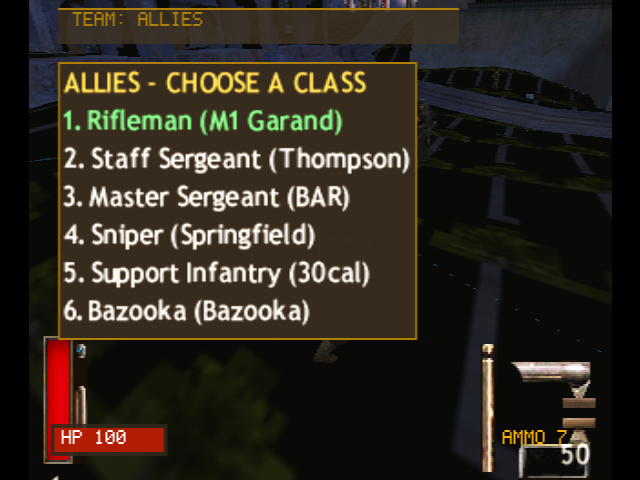 TEAM: ALLIES
ALLIES - CHOOSE A CLASS
1. Rifleman (M1 Garand)
2. Staff Sergeant (Thompson)
3. Master Sergeant (BAR)
4. Sniper (Springfield)
5. Support Infantry (30cal)
6. Bazooka (Bazooka)
HP 100
AMMO 7
50